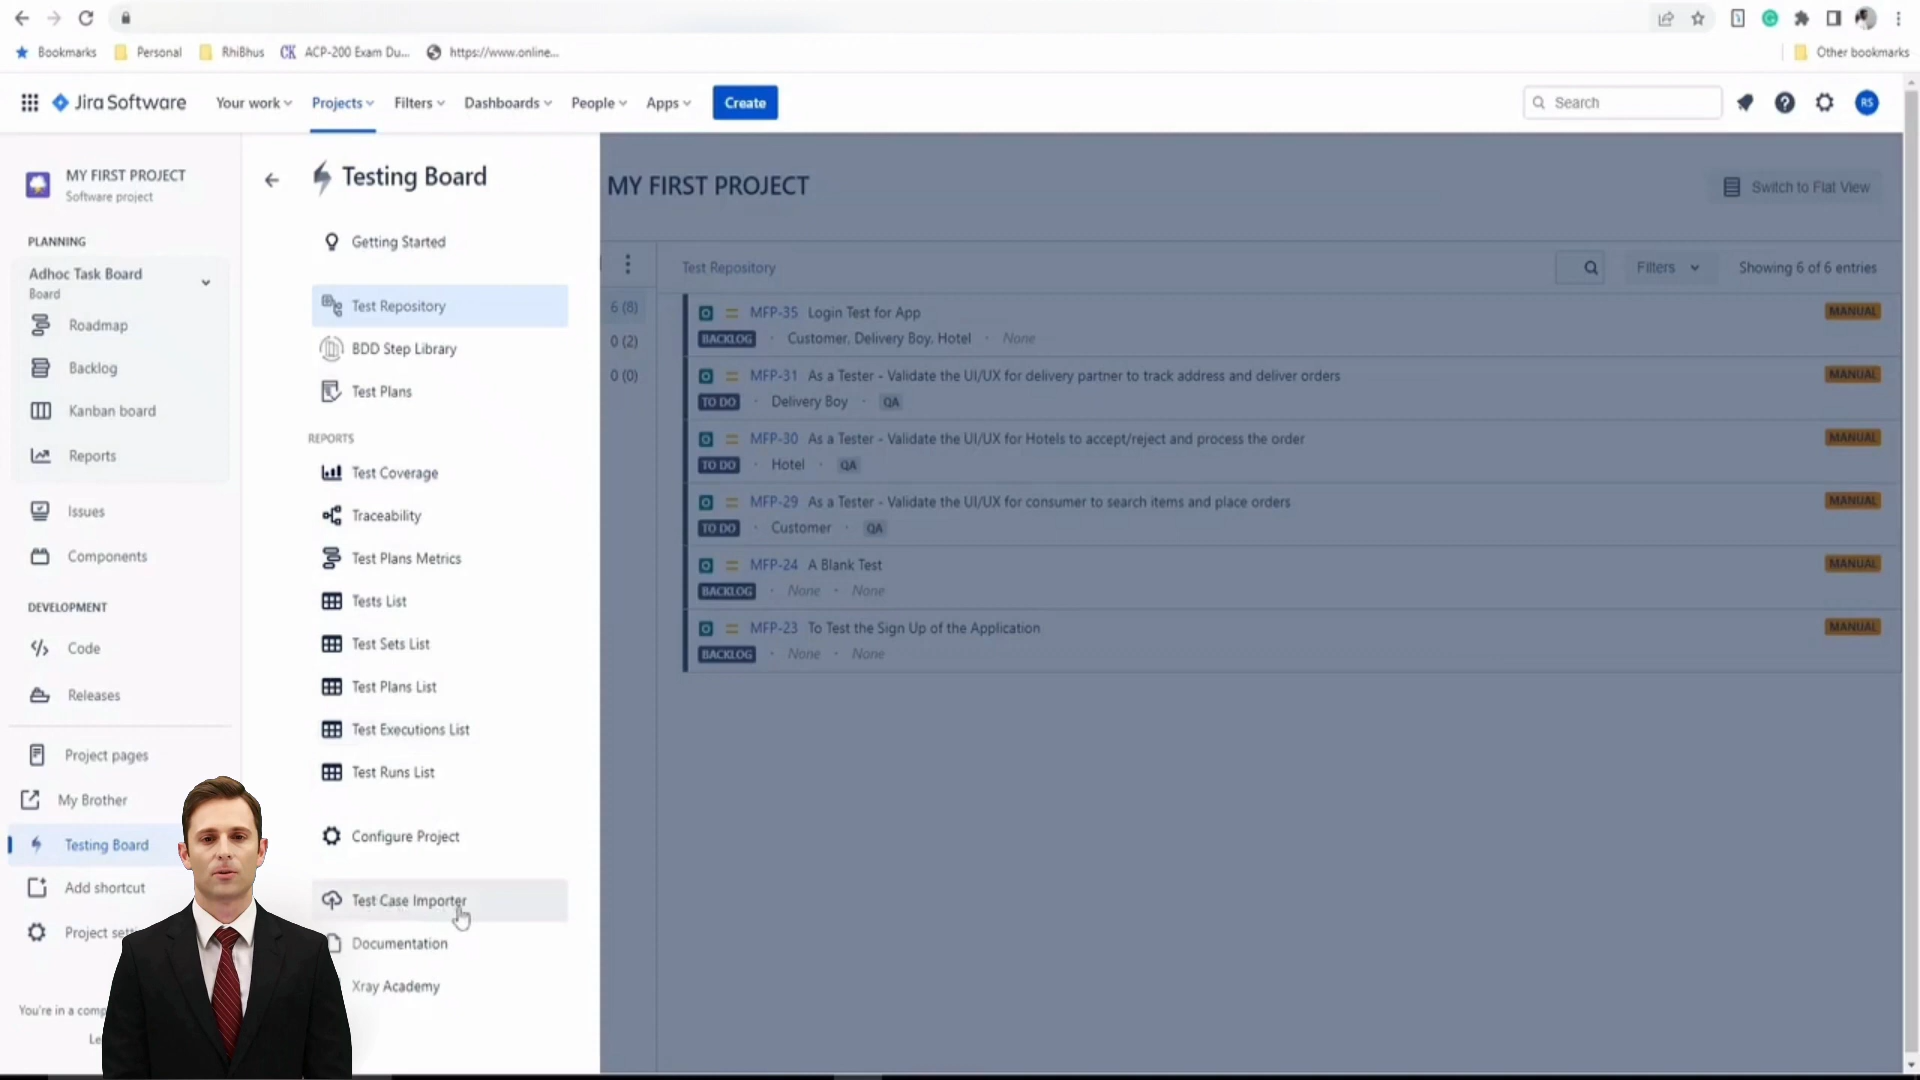 Bookmarks
Personal
RhiBhus
CK ACP-200 Exam Du...
https://www.online...
Other bookmarks
Jira Software
Your work
Projects
Filters
Dashboards
People
Apps
Create
Search
RS
MY FIRST PROJECT
Software project
PLANNING
Adhoc Task Board
Board
Roadmap
Backlog
Kanban board
Reports
Issues
Components
DEVELOPMENT
Code
Releases
Project pages
My Brother
Testing Board
Add shortcut
Project
You're in a
Testing Board
Getting Started
Test Repository
BDD Step Library
Test Plans
REPORTS
Test Coverage
Traceability
Test Plans Metrics
Tests List
Test Sets List
Test Plans List
Test Executions List
Test Runs List
Configure Project
Test Case Importer
Documentation
Xray Academy
MY FIRST PROJECT
Switch to Flat View
6 (8)
0 (2)
0 (0)
Test Repository
Filters
Showing 6 of 6 entries
MFP-35 Login Test for App MANUAL
BACKLOG · Customer, Delivery Boy, Hotel · None
MFP-31 As a Tester - Validate the UI/UX for delivery partner to track address and deliver orders MANUAL
TO DO · Delivery Boy · QA
MFP-30 As a Tester - Validate the UI/UX for Hotels to accept/reject and process the order MANUAL
TO DO · Hotel · QA
MFP-29 As a Tester - Validate the UI/UX for consumer to search items and place orders MANUAL
TO DO · Customer · QA
MFP-24 A Blank Test MANUAL
BACKLOG · None · None
MFP-23 To Test the Sign Up of the Application MANUAL
BACKLOG · None · None